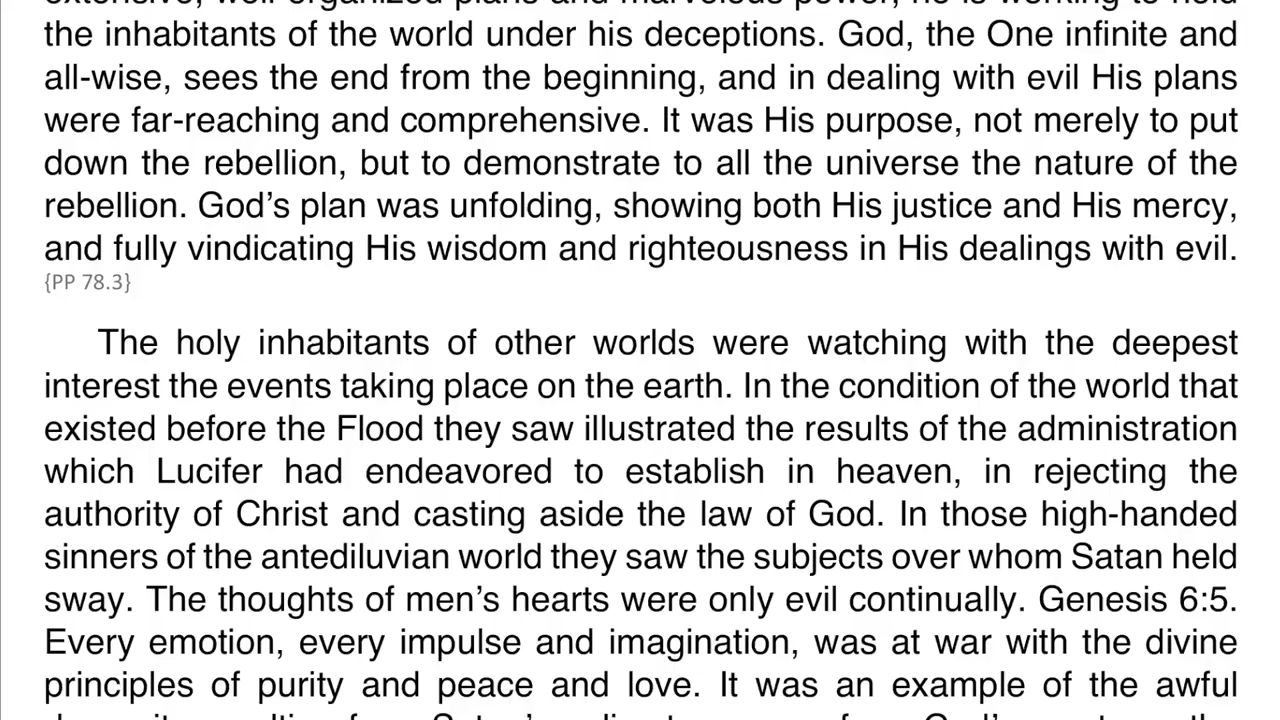 the inhabitants of the world under his deceptions. God, the One infinite and
all-wise, sees the end from the beginning, and in dealing with evil His plans
were far-reaching and comprehensive. It was His purpose, not merely to put
down the rebellion, but to demonstrate to all the universe the nature of the
rebellion. God’s plan was unfolding, showing both His justice and His mercy,
and fully vindicating His wisdom and righteousness in His dealings with evil.
{PP 78.3}
The holy inhabitants of other worlds were watching with the deepest
interest the events taking place on the earth. In the condition of the world that
existed before the Flood they saw illustrated the results of the administration
which Lucifer had endeavored to establish in heaven, in rejecting the
authority of Christ and casting aside the law of God. In those high-handed
sinners of the antediluvian world they saw the subjects over whom Satan held
sway. The thoughts of men’s hearts were only evil continually. Genesis 6:5.
Every emotion, every impulse and imagination, was at war with the divine
principles of purity and peace and love. It was an example of the awful